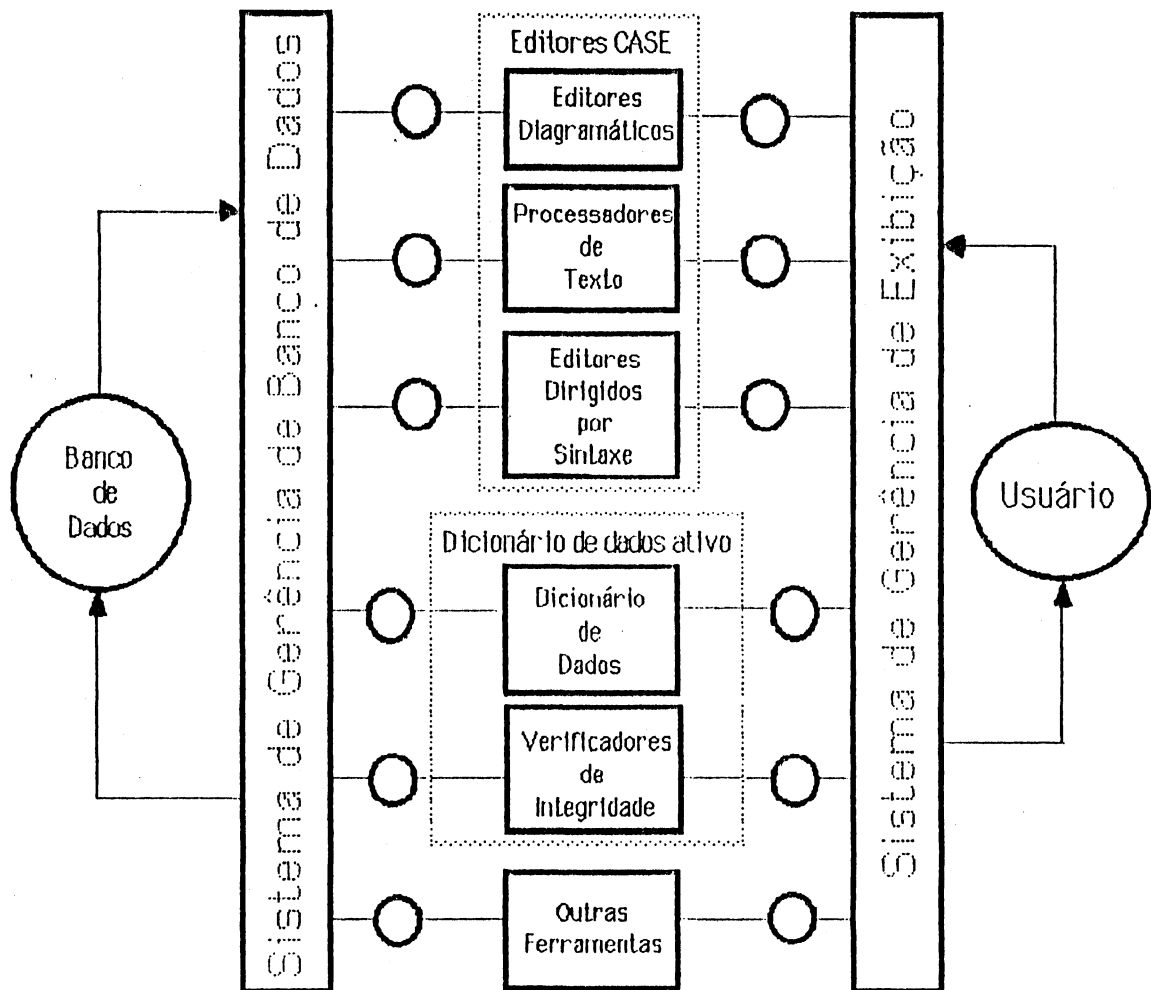 Sistema de Gerência de Banco de Dados
Editores CASE
Editores
Diagramáticos
Processadores
de
Texto
Editores
Dirigidos
por
Sintaxe
Banco
de
Dados
Dicionário de dados ativo
Dicionário
de
Dados
Verificadores
de
Integridade
Outras
Ferramentas
Sistema de Gerência de Exibição
Usuário